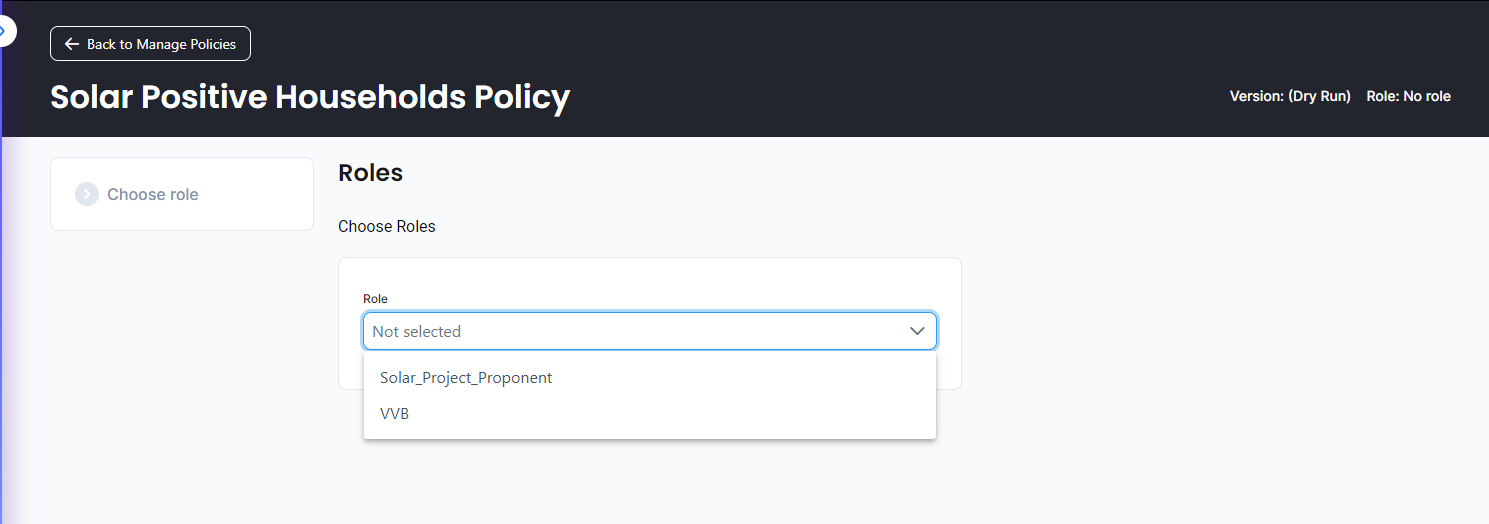 Back to Manage Policies
Solar Positive Households Policy
Version: (Dry Run) Role: No role
Choose role
Roles
Choose Roles
Role
Not selected
Solar_Project_Proponent
VVB